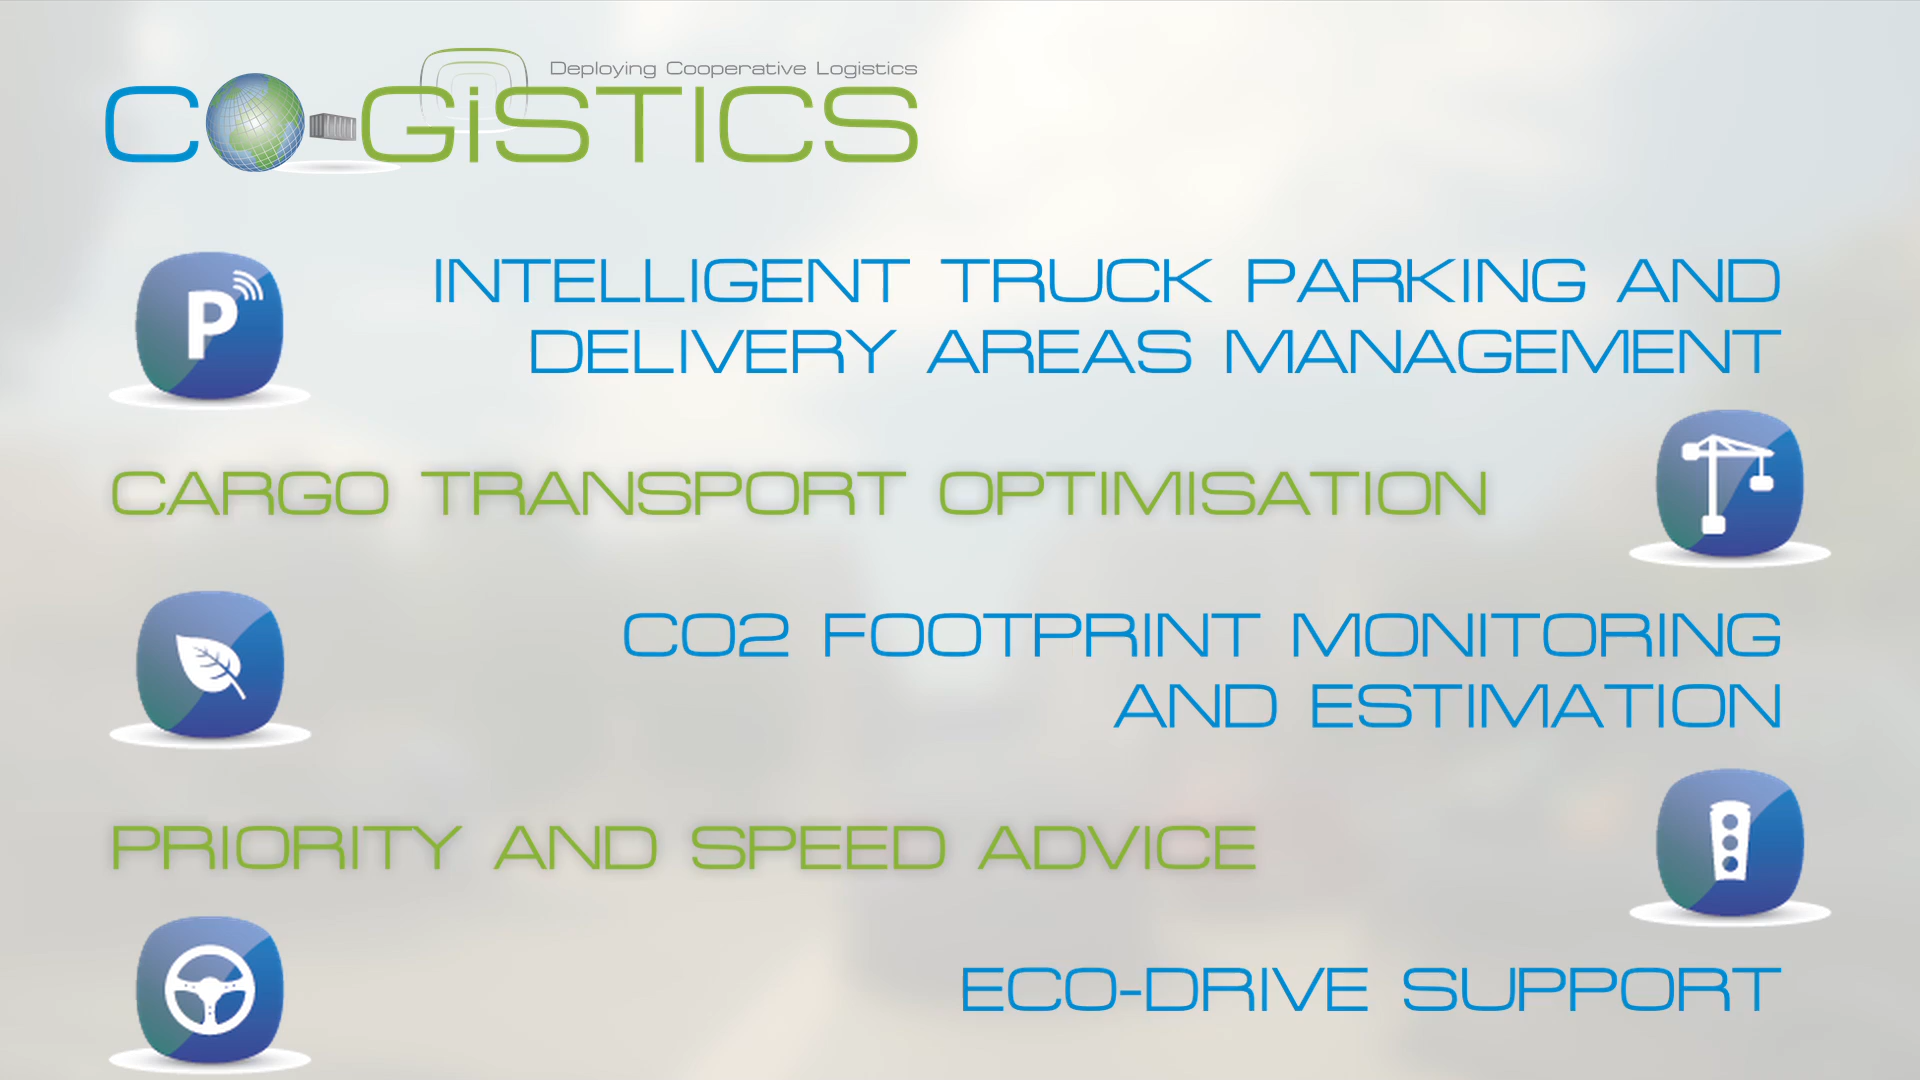 Deploying Cooperative Logistics
CO-GiSTICS
P
INTELLIGENT TRUCK PARKING AND
DELIVERY AREAS MANAGEMENT
CARGO TRANSPORT OPTIMISATION
CO2 FOOTPRINT MONITORING
AND ESTIMATION
PRIORITY AND SPEED ADVICE
ECO-DRIVE SUPPORT